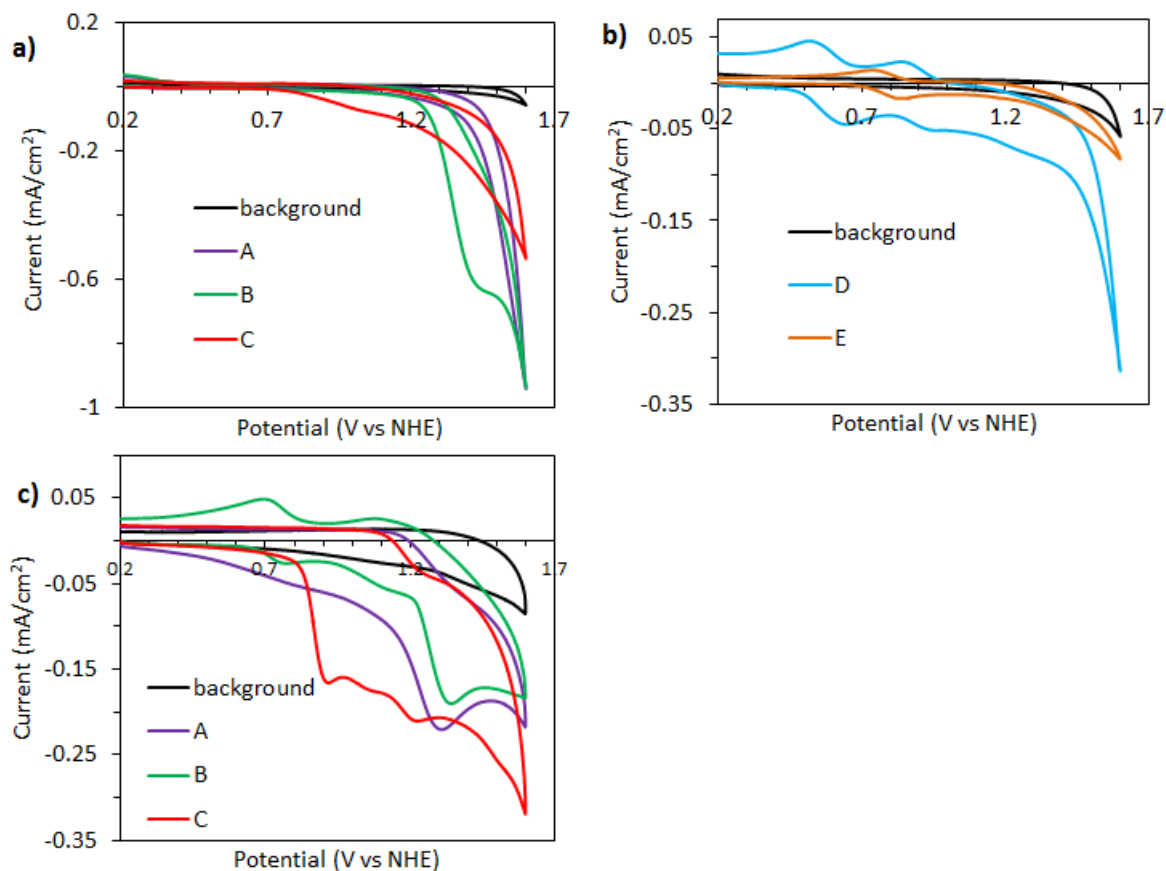 a)
0.2
0
-0.2
-0.6
-1
0.2 0.7 1.2 1.7
Current (mA/cm²)
background
A
B
C
Potential (V vs NHE)
b)
0.05
-0.05
-0.15
-0.25
-0.35
0.2 0.7 1.2 1.7
Current (mA/cm²)
background
D
E
Potential (V vs NHE)
c)
0.05
-0.05
-0.15
-0.25
-0.35
0.2 0.7 1.2 1.7
Current (mA/cm²)
background
A
B
C
Potential (V vs NHE)